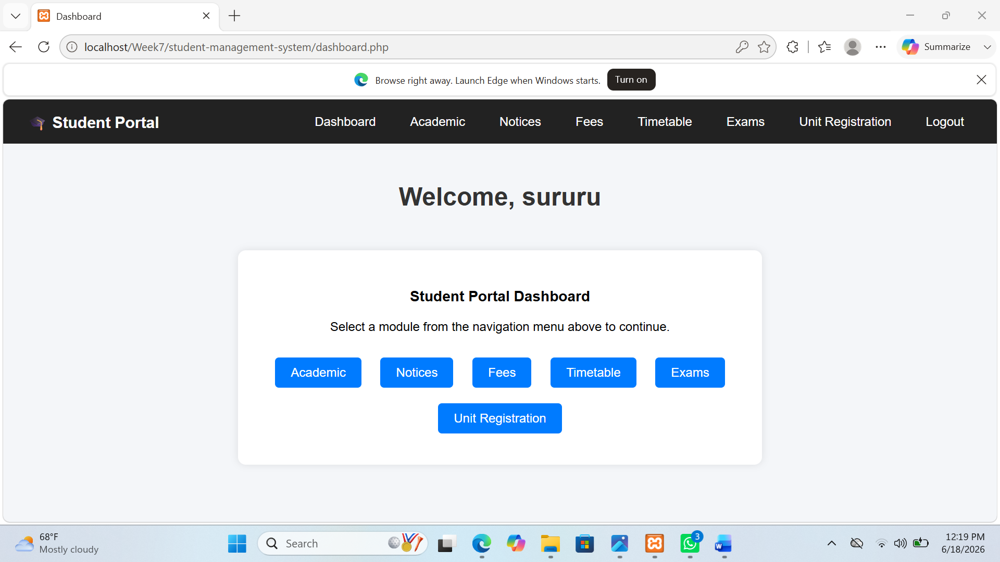 Dashboard
localhost/Week7/student-management-system/dashboard.php
Summarize
Browse right away. Launch Edge when Windows starts. Turn on
Student Portal Dashboard Academic Notices Fees Timetable Exams Unit Registration Logout
Welcome, sururu
Student Portal Dashboard
Select a module from the navigation menu above to continue.
Academic Notices Fees Timetable Exams
Unit Registration
68°F
Mostly cloudy
Search
3
W
12:19 PM
6/18/2026